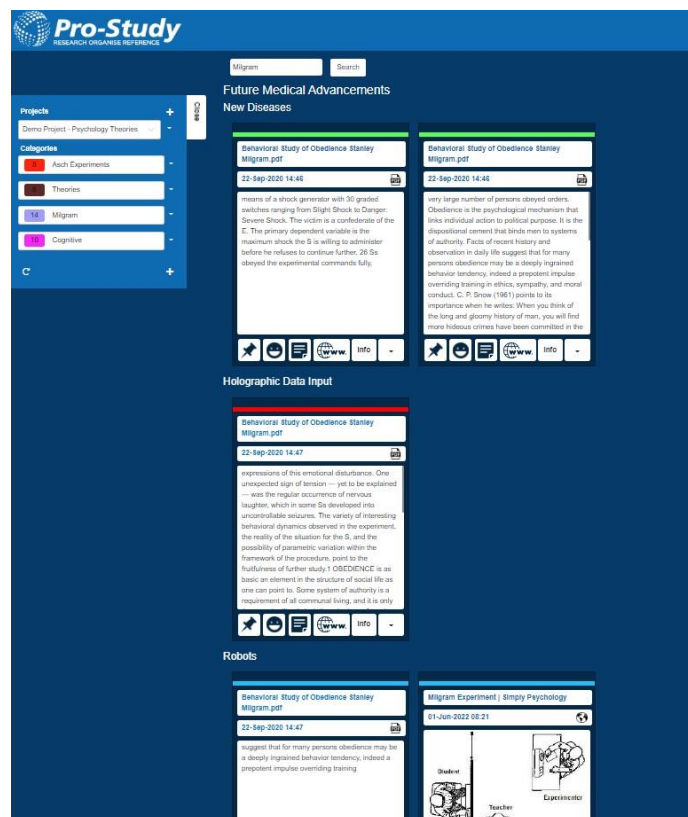 Pro-Study
RESEARCH ORGANISE REFERENCE
Milgram
Search
Projects
+
Close
Demo Project - Psychology Theories
Categories
Asch Experiments
Theories
14
Milgram
10
Cognitive
+
Future Medical Advancements
New Diseases
Behavioral Study of Obedience Stanley
Milgram.pdf
22-Sep-2020 14:46
PDF
means of a shock generator with 30 graded
switches ranging from Slight Shock to Danger:
Severe Shock. The victim is a confederate of the
E. The primary dependent variable is the
maximum shock the S is willing to administer
before he refuses to continue further. 26 Ss
obeyed the experimental commands fully,
www.
Info
-
Behavioral Study of Obedience Stanley
Milgram.pdf
22-Sep-2020 14:46
PDF
very large number of persons obeyed orders.
Obedience is the psychological mechanism that
links individual action to political purpose. It is the
dispositional cement that binds men to systems
of authority. Facts of recent history and
observation in daily life suggest that for many
persons obedience may be a deeply ingrained
behavior tendency, indeed a prepotent impulse
overriding training in ethics, sympathy, and moral
conduct. C. P. Snow (1961) points to its
importance when he writes: When you think of
the long and gloomy history of man, you will find
more hideous crimes have been committed in the
www.
Info
-
Holographic Data Input
Behavioral Study of Obedience Stanley
Milgram.pdf
22-Sep-2020 14:47
PDF
expressions of this emotional disturbance. One
unexpected sign of tension — yet to be explained
— was the regular occurrence of nervous
laughter, which in some Ss developed into
uncontrollable seizures. The variety of interesting
behavioral dynamics observed in the experiment,
the reality of the situation for the S, and the
possibility of parametric variation within the
framework of the procedure, point to the
fruitfulness of further study.1 OBEDIENCE is as
basic an element in the structure of social life as
one can point to. Some system of authority is a
requirement of all communal living, and it is only
www.
Info
-
Robots
Behavioral Study of Obedience Stanley
Milgram.pdf
22-Sep-2020 14:47
PDF
suggest that for many persons obedience may be
a deeply ingrained behavior tendency, indeed a
prepotent impulse overriding training
Milgram Experiment | Simply Psychology
01-Jun-2022 08:21
Student
Teacher
Experimenter